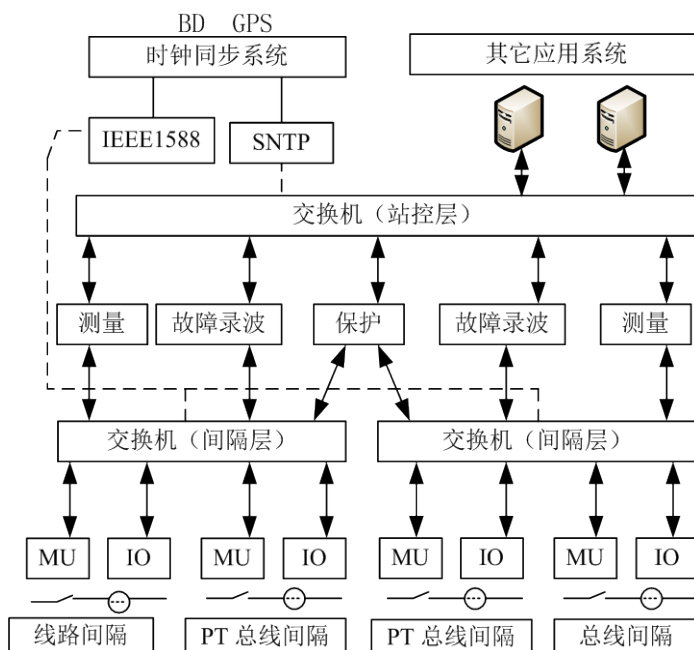 BD GPS
时钟同步系统
其它应用系统
IEEE1588
SNTP
交换机（站控层）
测量
故障录波
保护
故障录波
测量
交换机（间隔层）
交换机（间隔层）
MU
IO
MU
IO
MU
IO
MU
IO
线路间隔
PT 总线间隔
PT 总线间隔
总线间隔